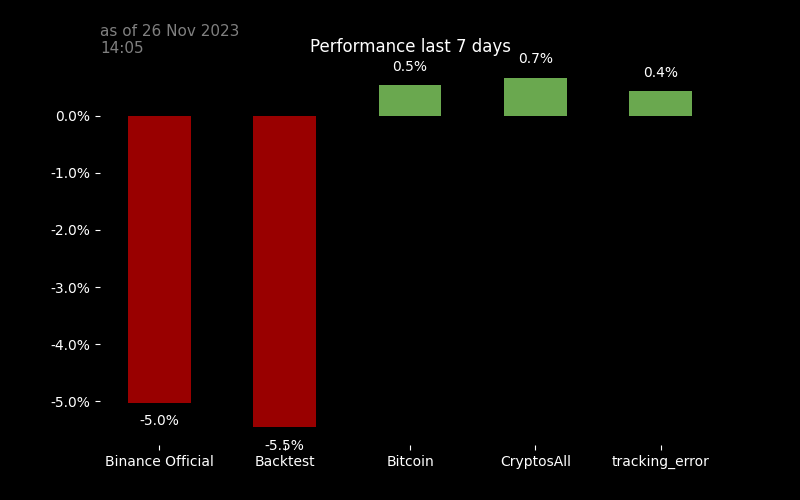 as of 26 Nov 2023
14:05
Performance last 7 days
0.5%
0.7%
0.4%
0.0%
-1.0%
-2.0%
-3.0%
-4.0%
-5.0%
-5.0%
-5.5%
Binance Official
Backtest
Bitcoin
CryptosAll
tracking_error